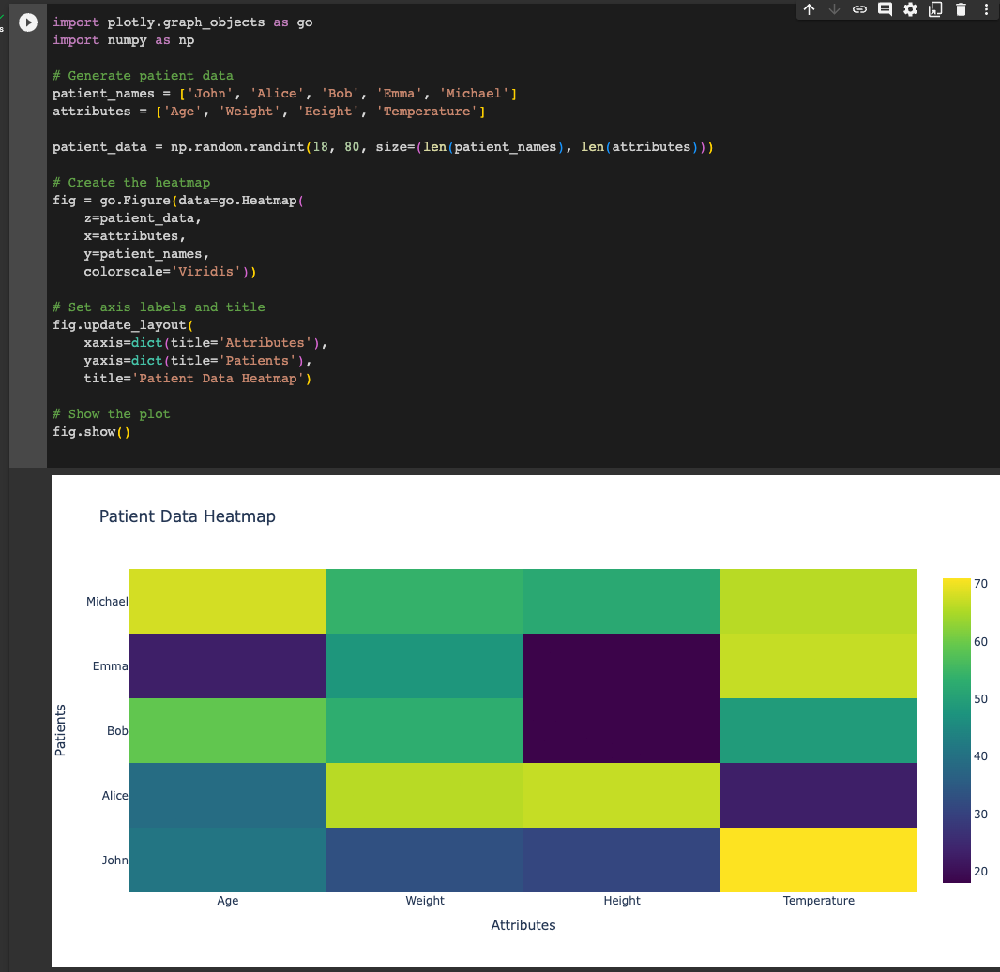 s
import plotly.graph_objects as go
import numpy as np
# Generate patient data
patient_names = ['John', 'Alice', 'Bob', 'Emma', 'Michael']
attributes = ['Age', 'Weight', 'Height', 'Temperature']
patient_data = np.random.randint(18, 80, size=(len(patient_names), len(attributes)))
# Create the heatmap
fig = go.Figure(data=go.Heatmap(
    z=patient_data,
    x=attributes,
    y=patient_names,
    colorscale='Viridis'))
# Set axis labels and title
fig.update_layout(
    xaxis=dict(title='Attributes'),
    yaxis=dict(title='Patients'),
    title='Patient Data Heatmap')
# Show the plot
fig.show()
Patient Data Heatmap
Michael
Emma
Bob
Alice
John
Patients
Age Weight Height Temperature
Attributes
70
60
50
40
30
20